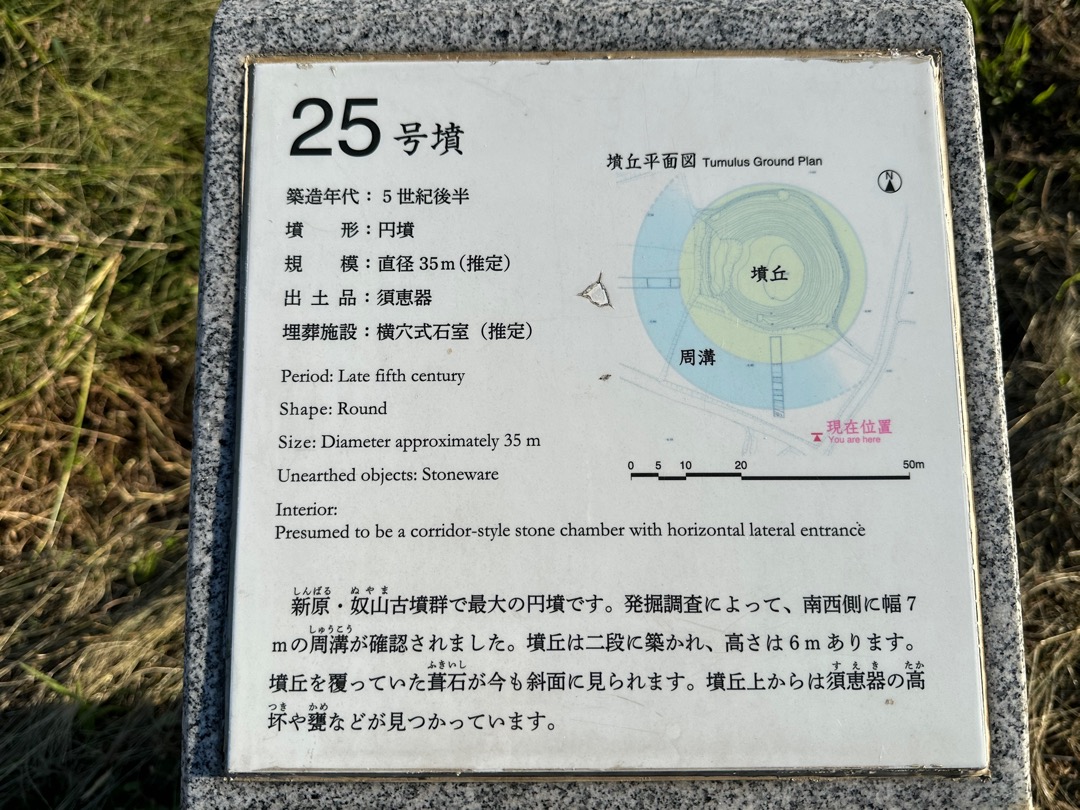 25号墳
築造年代：5世紀後半
墳　　形：円墳
規　　模：直径35m（推定）
出 土 品：須恵器
埋葬施設：横穴式石室（推定）
Period: Late fifth century
Shape: Round
Size: Diameter approximately 35 m
Unearthed objects: Stoneware
Interior:
Presumed to be a corridor-style stone chamber with horizontal lateral entrance
墳丘平面図 Tumulus Ground Plan
N
墳丘
周溝
現在位置
You are here
0 5 10 20 50m
しんばる ぬやま
新原・奴山古墳群で最大の円墳です。発掘調査によって、南西側に幅7
しゅうこう
mの周溝が確認されました。墳丘は二段に築かれ、高さは6mあります。
ふきいし すえき たか
墳丘を覆っていた葺石が今も斜面に見られます。墳丘上からは須恵器の高
つき かめ
坏や甕などが見つかっています。